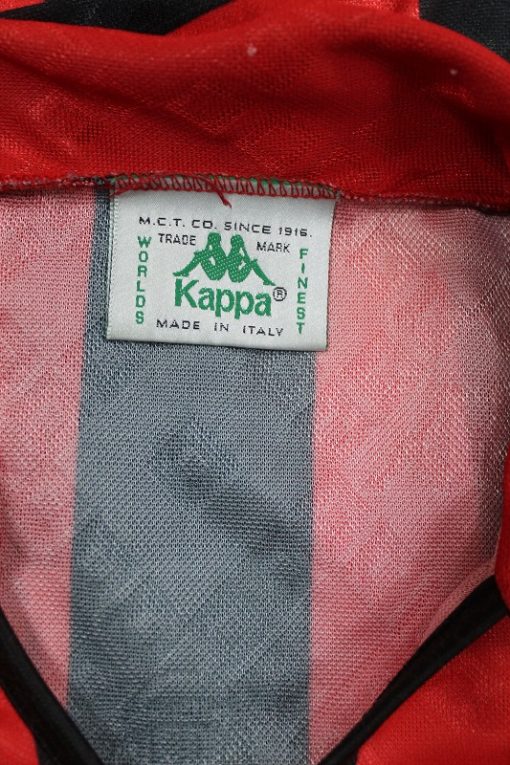 M.C.T. CO. SINCE 1916.
TRADE MARK
WORLDS
FINEST
Kappa®
MADE IN ITALY